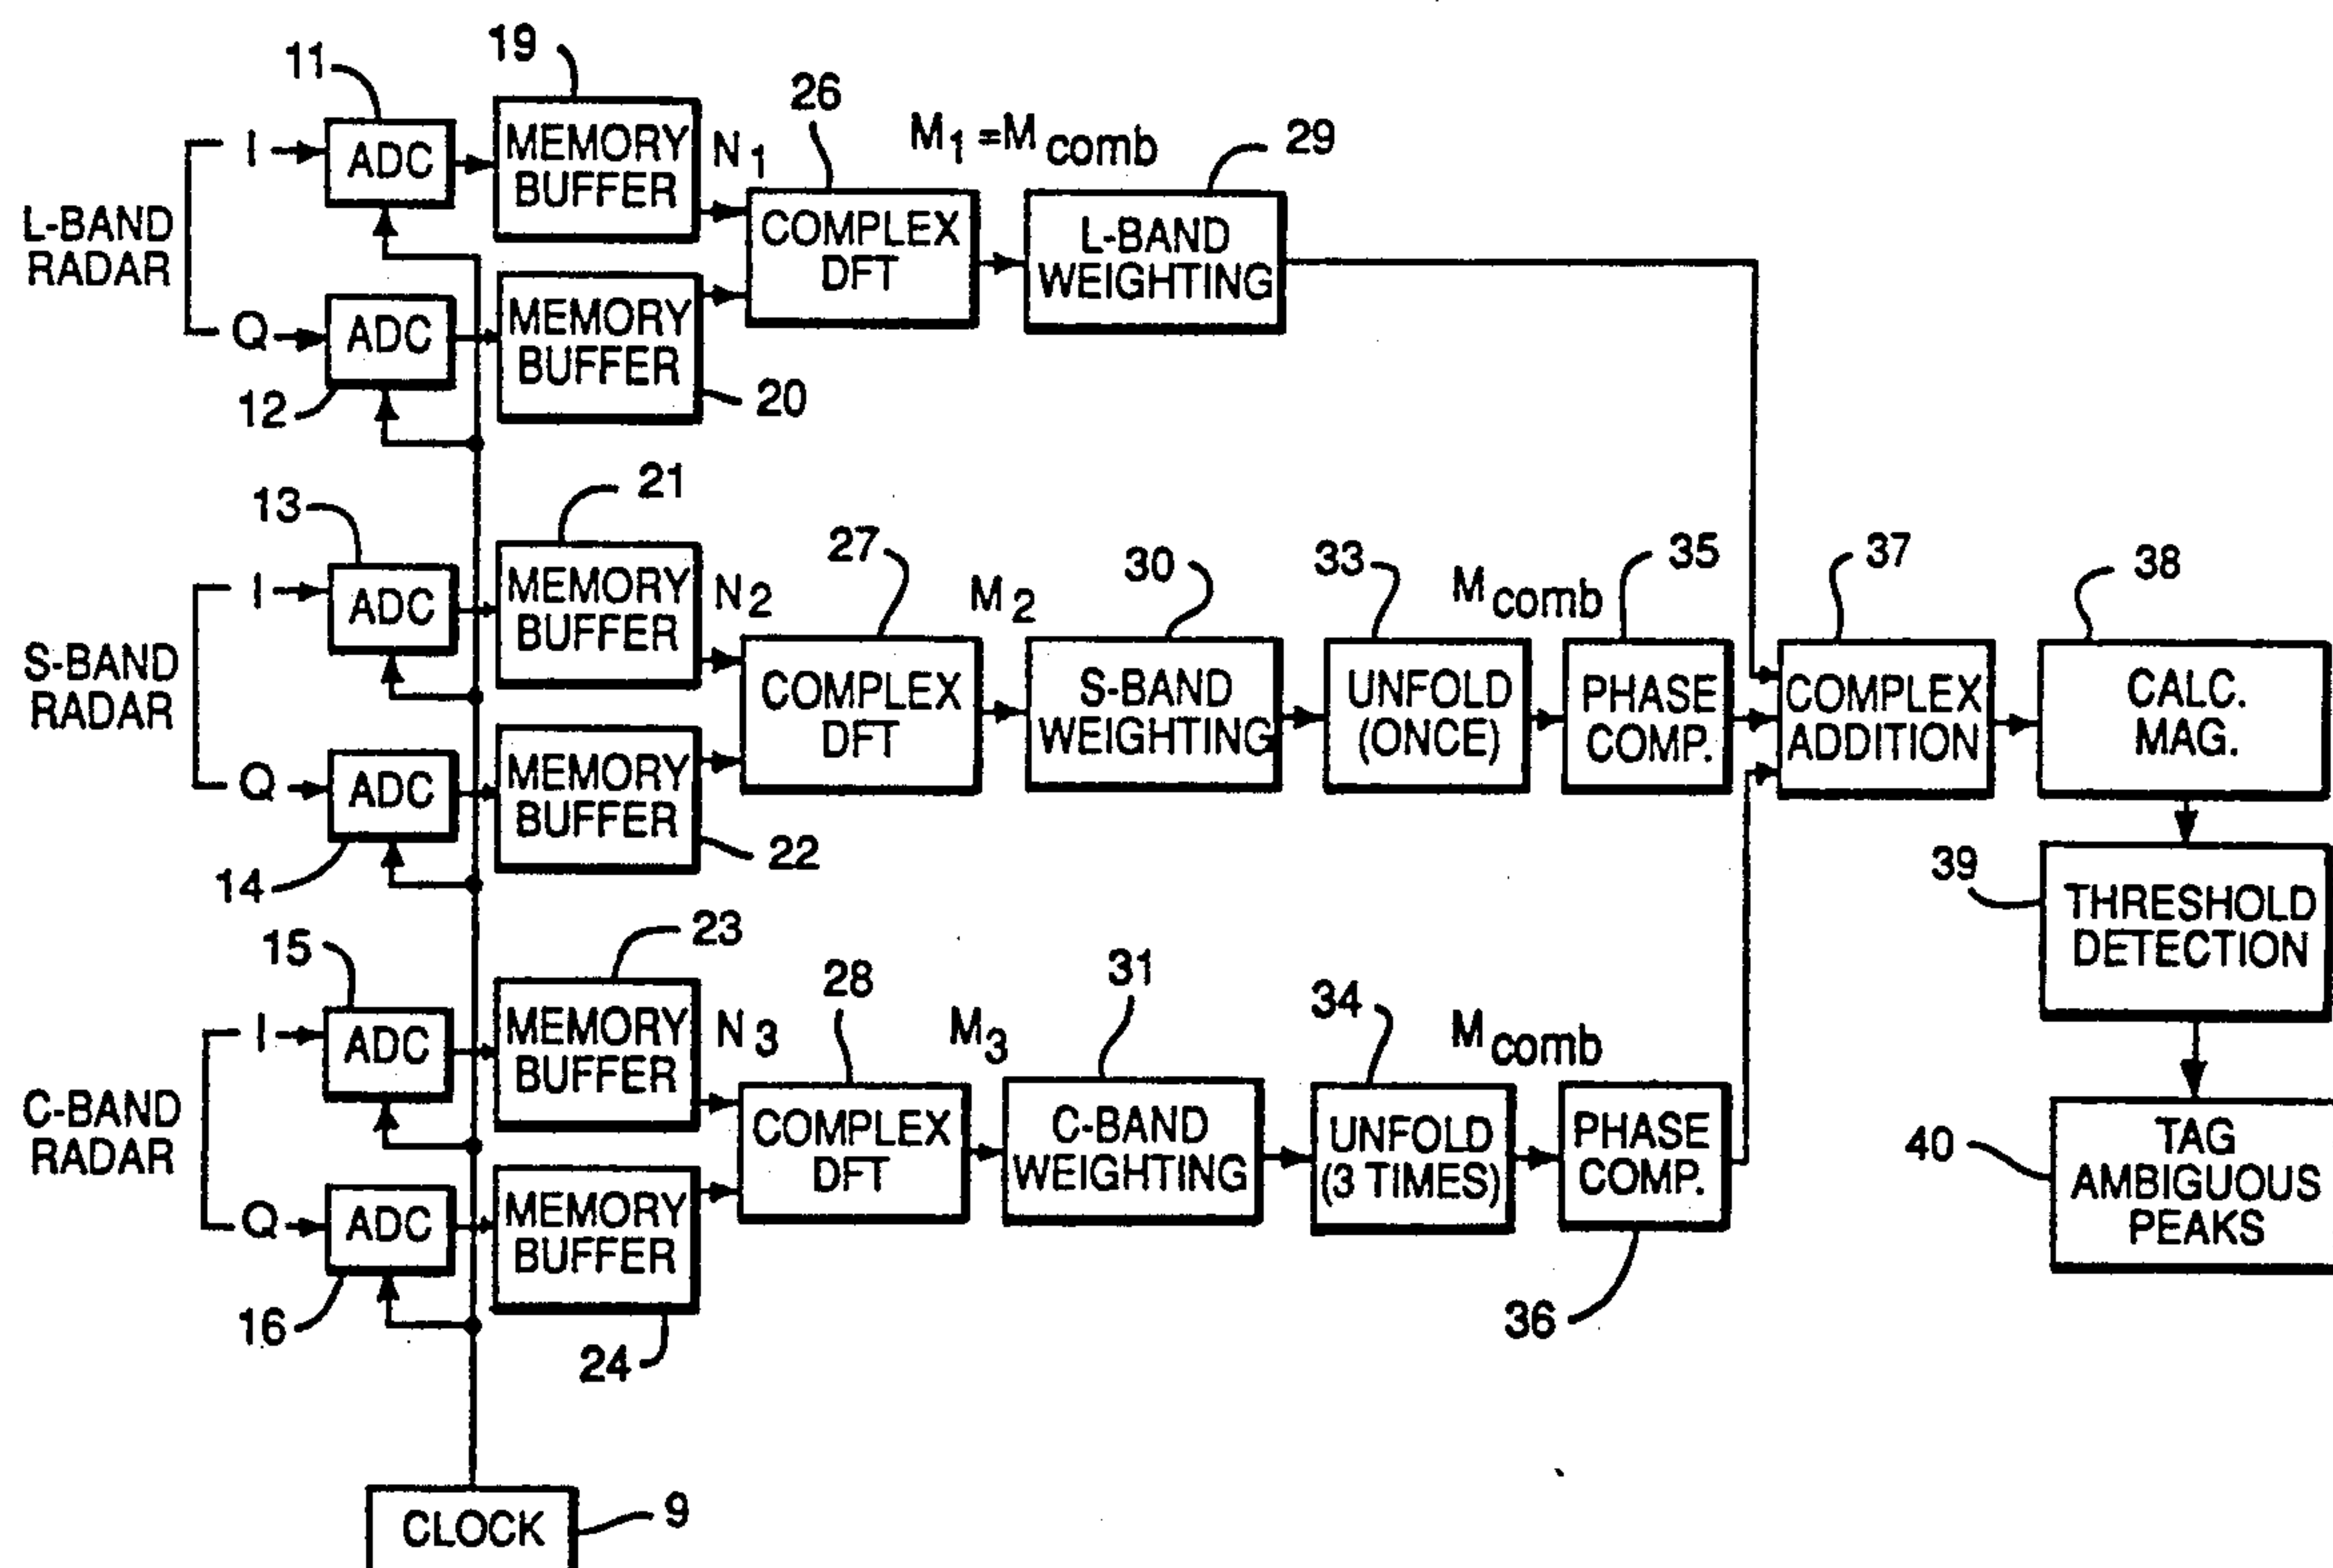 19
11
26
I
ADC
MEMORY
BUFFER
N1
M1 =Mcomb
29
L-BAND
RADAR
COMPLEX
DFT
L-BAND
WEIGHTING
Q
ADC
MEMORY
BUFFER
12
20
13
21
I
ADC
MEMORY
BUFFER
N2
27
M2
30
33
Mcomb
35
37
38
S-BAND
RADAR
COMPLEX
DFT
S-BAND
WEIGHTING
UNFOLD
(ONCE)
PHASE
COMP.
COMPLEX
ADDITION
CALC.
MAG.
Q
ADC
MEMORY
BUFFER
14
22
39
THRESHOLD
DETECTION
15
23
I
ADC
MEMORY
BUFFER
N3
28
M3
31
34
Mcomb
C-BAND
RADAR
COMPLEX
DFT
C-BAND
WEIGHTING
UNFOLD
(3 TIMES)
PHASE
COMP.
40
TAG
AMBIGUOUS
PEAKS
Q
ADC
MEMORY
BUFFER
16
24
36
CLOCK
9